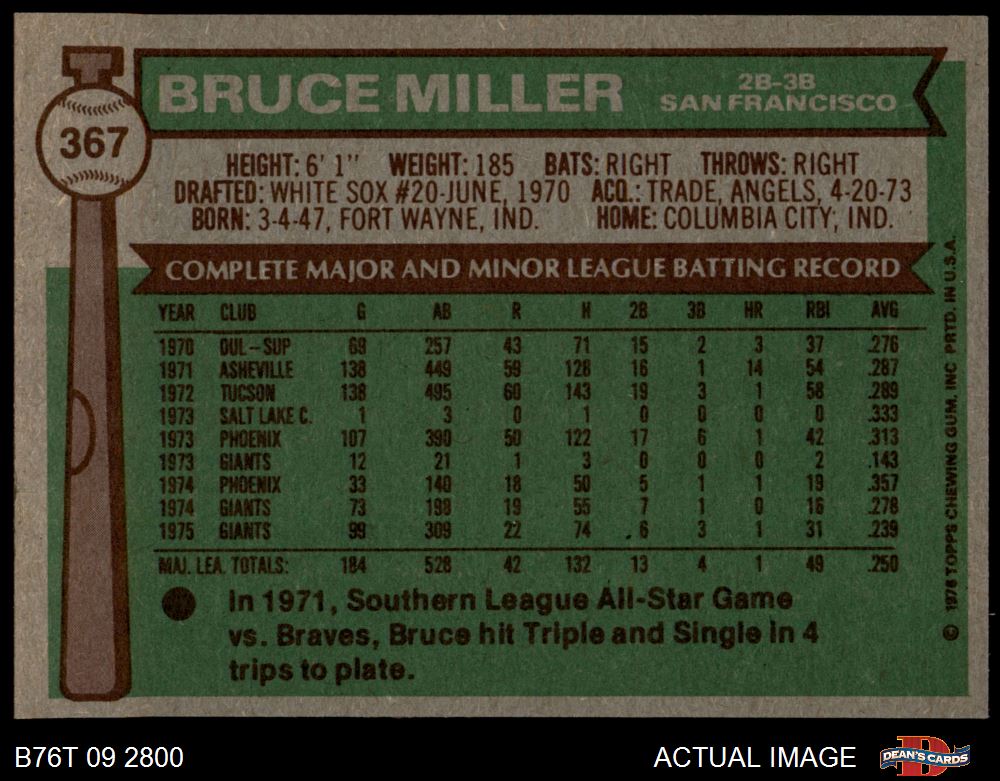 BRUCE MILLER
2B-3B
SAN FRANCISCO
367
HEIGHT: 6' 1" WEIGHT: 185 BATS: RIGHT THROWS: RIGHT
DRAFTED: WHITE SOX #20-JUNE, 1970 ACQ.: TRADE, ANGELS, 4-20-73
BORN: 3-4-47, FORT WAYNE, IND. HOME: COLUMBIA CITY, IND.
COMPLETE MAJOR AND MINOR LEAGUE BATTING RECORD
YEAR CLUB G AB R H 2B 3B HR RBI AVG
1970 DUL-SUP 69 257 43 71 15 2 3 37 .276
1971 ASHEVILLE 138 449 59 128 16 1 14 54 .287
1972 TUCSON 138 495 60 143 19 3 1 58 .289
1973 SALT LAKE C. 1 3 0 1 0 0 0 0 .333
1973 PHOENIX 107 390 50 122 17 6 1 42 .313
1973 GIANTS 12 21 1 3 0 0 0 2 .143
1974 PHOENIX 33 140 18 50 5 1 1 19 .357
1974 GIANTS 73 198 19 55 7 1 0 16 .278
1975 GIANTS 99 309 22 74 6 3 1 31 .239
MAJ. LEA. TOTALS: 184 528 42 132 13 4 1 49 .250
In 1971, Southern League All-Star Game
vs. Braves, Bruce hit Triple and Single in 4
trips to plate.
© 1976 TOPPS CHEWING GUM, INC PRTD. IN U.S.A.
B76T 09 2800
ACTUAL IMAGE
DEAN'S CARDS